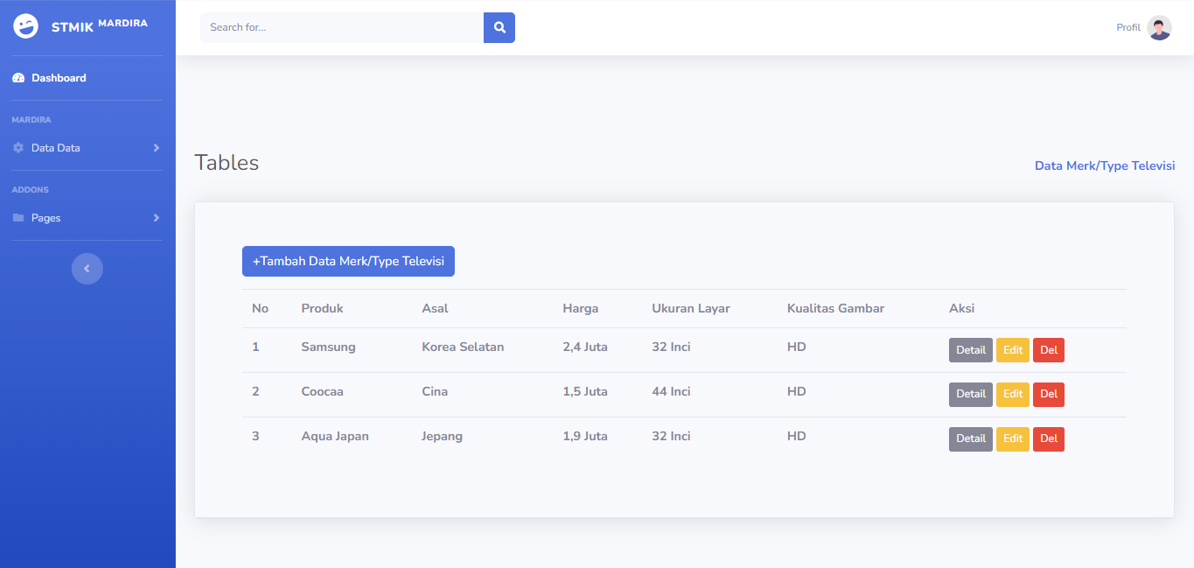 STMIK MARDIRA
Search for...
Profil
Dashboard
MARDIRA
Data Data
ADDONS
Pages
Tables
Data Merk/Type Televisi
+Tambah Data Merk/Type Televisi
No Produk Asal Harga Ukuran Layar Kualitas Gambar Aksi
1 Samsung Korea Selatan 2,4 Juta 32 Inci HD Detail Edit Del
2 Coocaa Cina 1,5 Juta 44 Inci HD Detail Edit Del
3 Aqua Japan Jepang 1,9 Juta 32 Inci HD Detail Edit Del